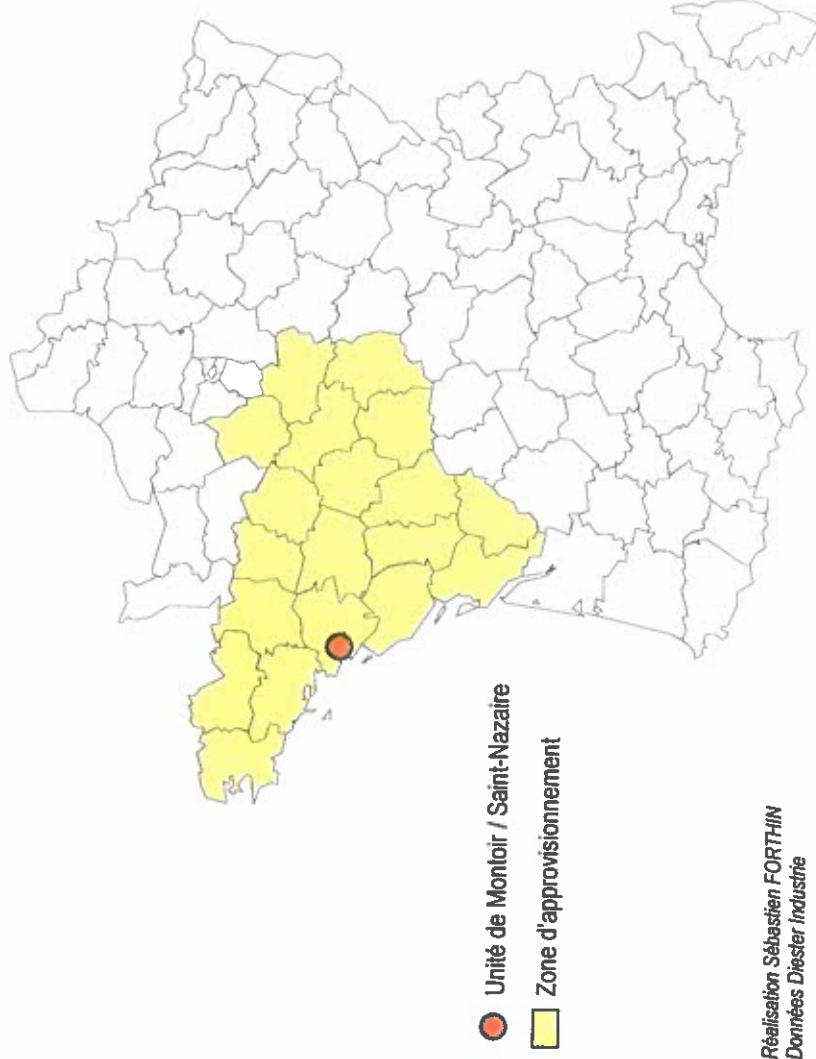 Unité de Montoir / Saint-Nazaire
Zone d'approvisionnement
Réalisation Sébastien FORTHIN
Données Diester Industrie